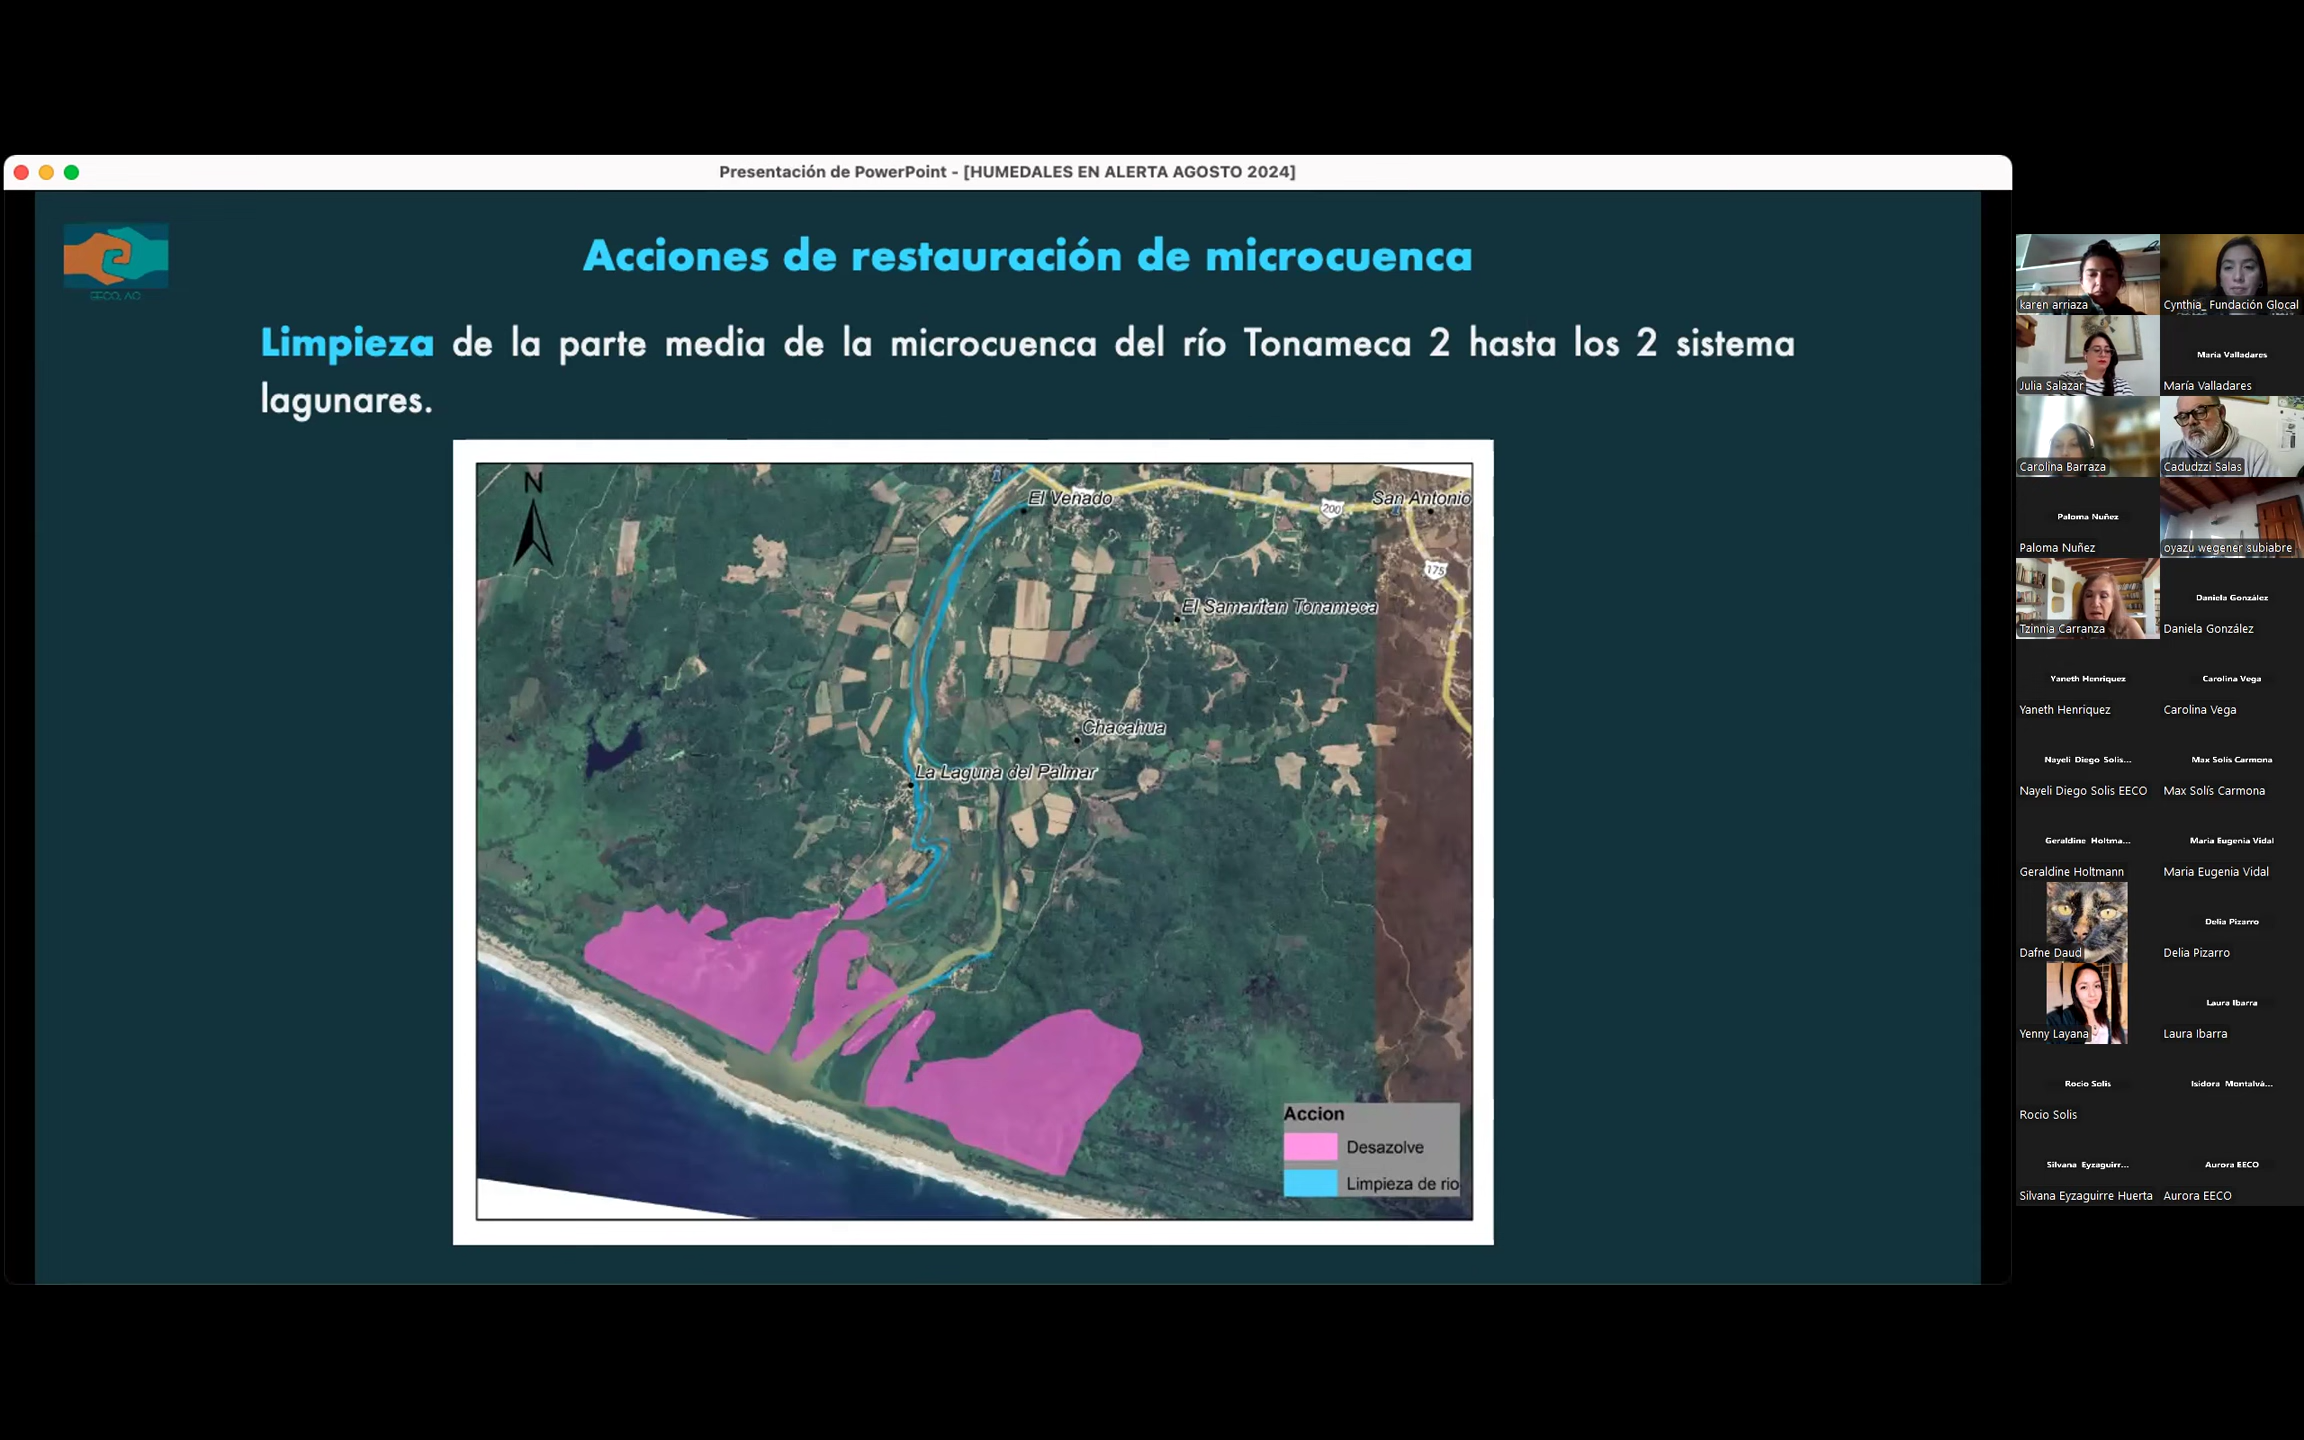 Presentación de PowerPoint - [HUMEDALES EN ALERTA AGOSTO 2024]
EECO, AC
Acciones de restauración de microcuenca
Limpieza de la parte media de la microcuenca del río Tonameca 2 hasta los 2 sistema
lagunares.
N
El Venado
200
San Antonio
175
El Samaritan Tonameca
Chacahua
La Laguna del Palmar
Accion
Desazolve
Limpieza de rio
karen arriaza
Cynthia_ Fundación Glocal
Julia Salazar
Maria Valladares
María Valladares
Carolina Barraza
Cadudzzi Salas
Paloma Nuñez
Paloma Nuñez
oyazu wegener subiabre
Tzinnia Carranza
Daniela González
Daniela González
Yaneth Henriquez
Yaneth Henriquez
Carolina Vega
Carolina Vega
Nayeli Diego Solis...
Nayeli Diego Solis EECO
Max Solís Carmona
Max Solís Carmona
Geraldine Holtma...
Geraldine Holtmann
Maria Eugenia Vidal
Maria Eugenia Vidal
Dafne Daud
Delia Pizarro
Delia Pizarro
Yenny Layana
Laura Ibarra
Laura Ibarra
Rocio Solis
Rocio Solis
Isidora Montalvá...
Silvana Eyzaguirr...
Silvana Eyzaguirre Huerta
Aurora EECO
Aurora EECO